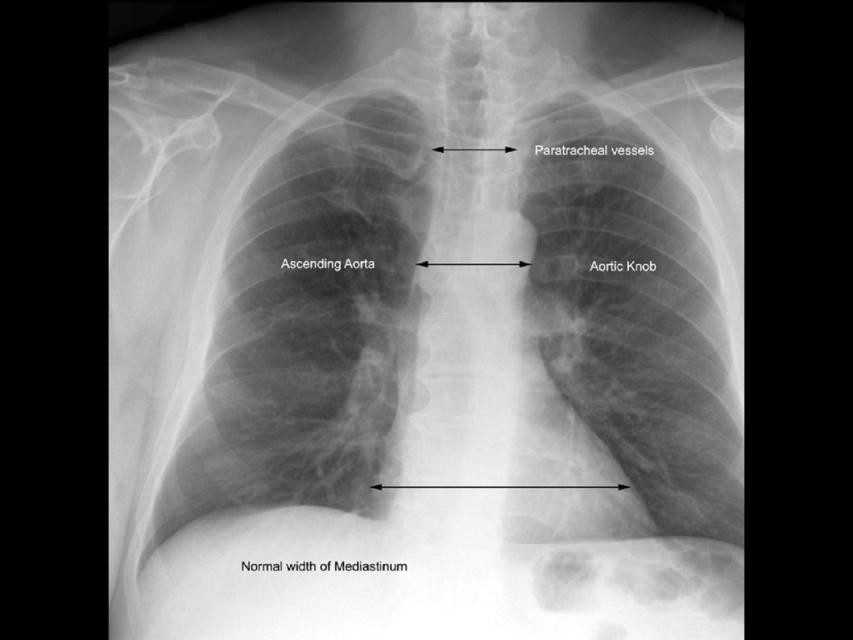 Paratracheal vessels
Ascending Aorta
Aortic Knob
Normal width of Mediastinum